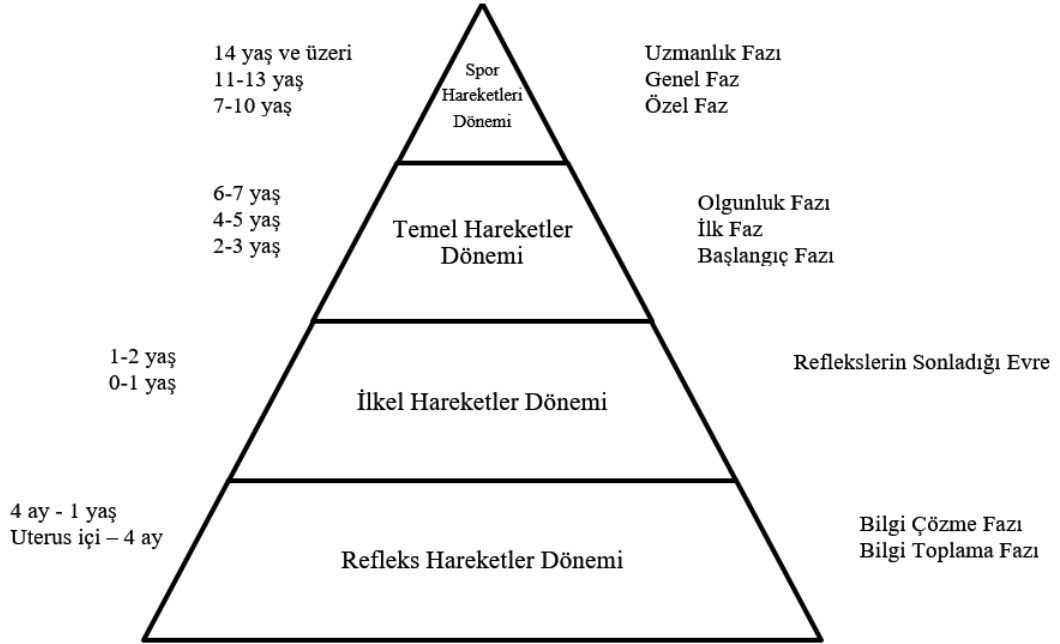 14 yaş ve üzeri
11-13 yaş
7-10 yaş
Spor
Hareketleri
Dönemi
Uzmanlık Fazı
Genel Faz
Özel Faz
6-7 yaş
4-5 yaş
2-3 yaş
Temel Hareketler
Dönemi
Olgunluk Fazı
İlk Faz
Başlangıç Fazı
1-2 yaş
0-1 yaş
İlkel Hareketler Dönemi
Reflekslerin Sonladığı Evre
4 ay - 1 yaş
Uterus içi – 4 ay
Refleks Hareketler Dönemi
Bilgi Çözme Fazı
Bilgi Toplama Fazı